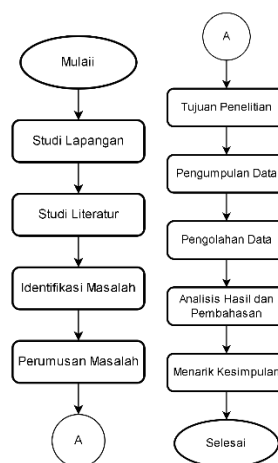 Mulaii
Studi Lapangan
Studi Literatur
Identifikasi Masalah
Perumusan Masalah
A
A
Tujuan Penelitian
Pengumpulan Data
Pengolahan Data
Analisis Hasil dan
Pembahasan
Menarik Kesimpulan
Selesai